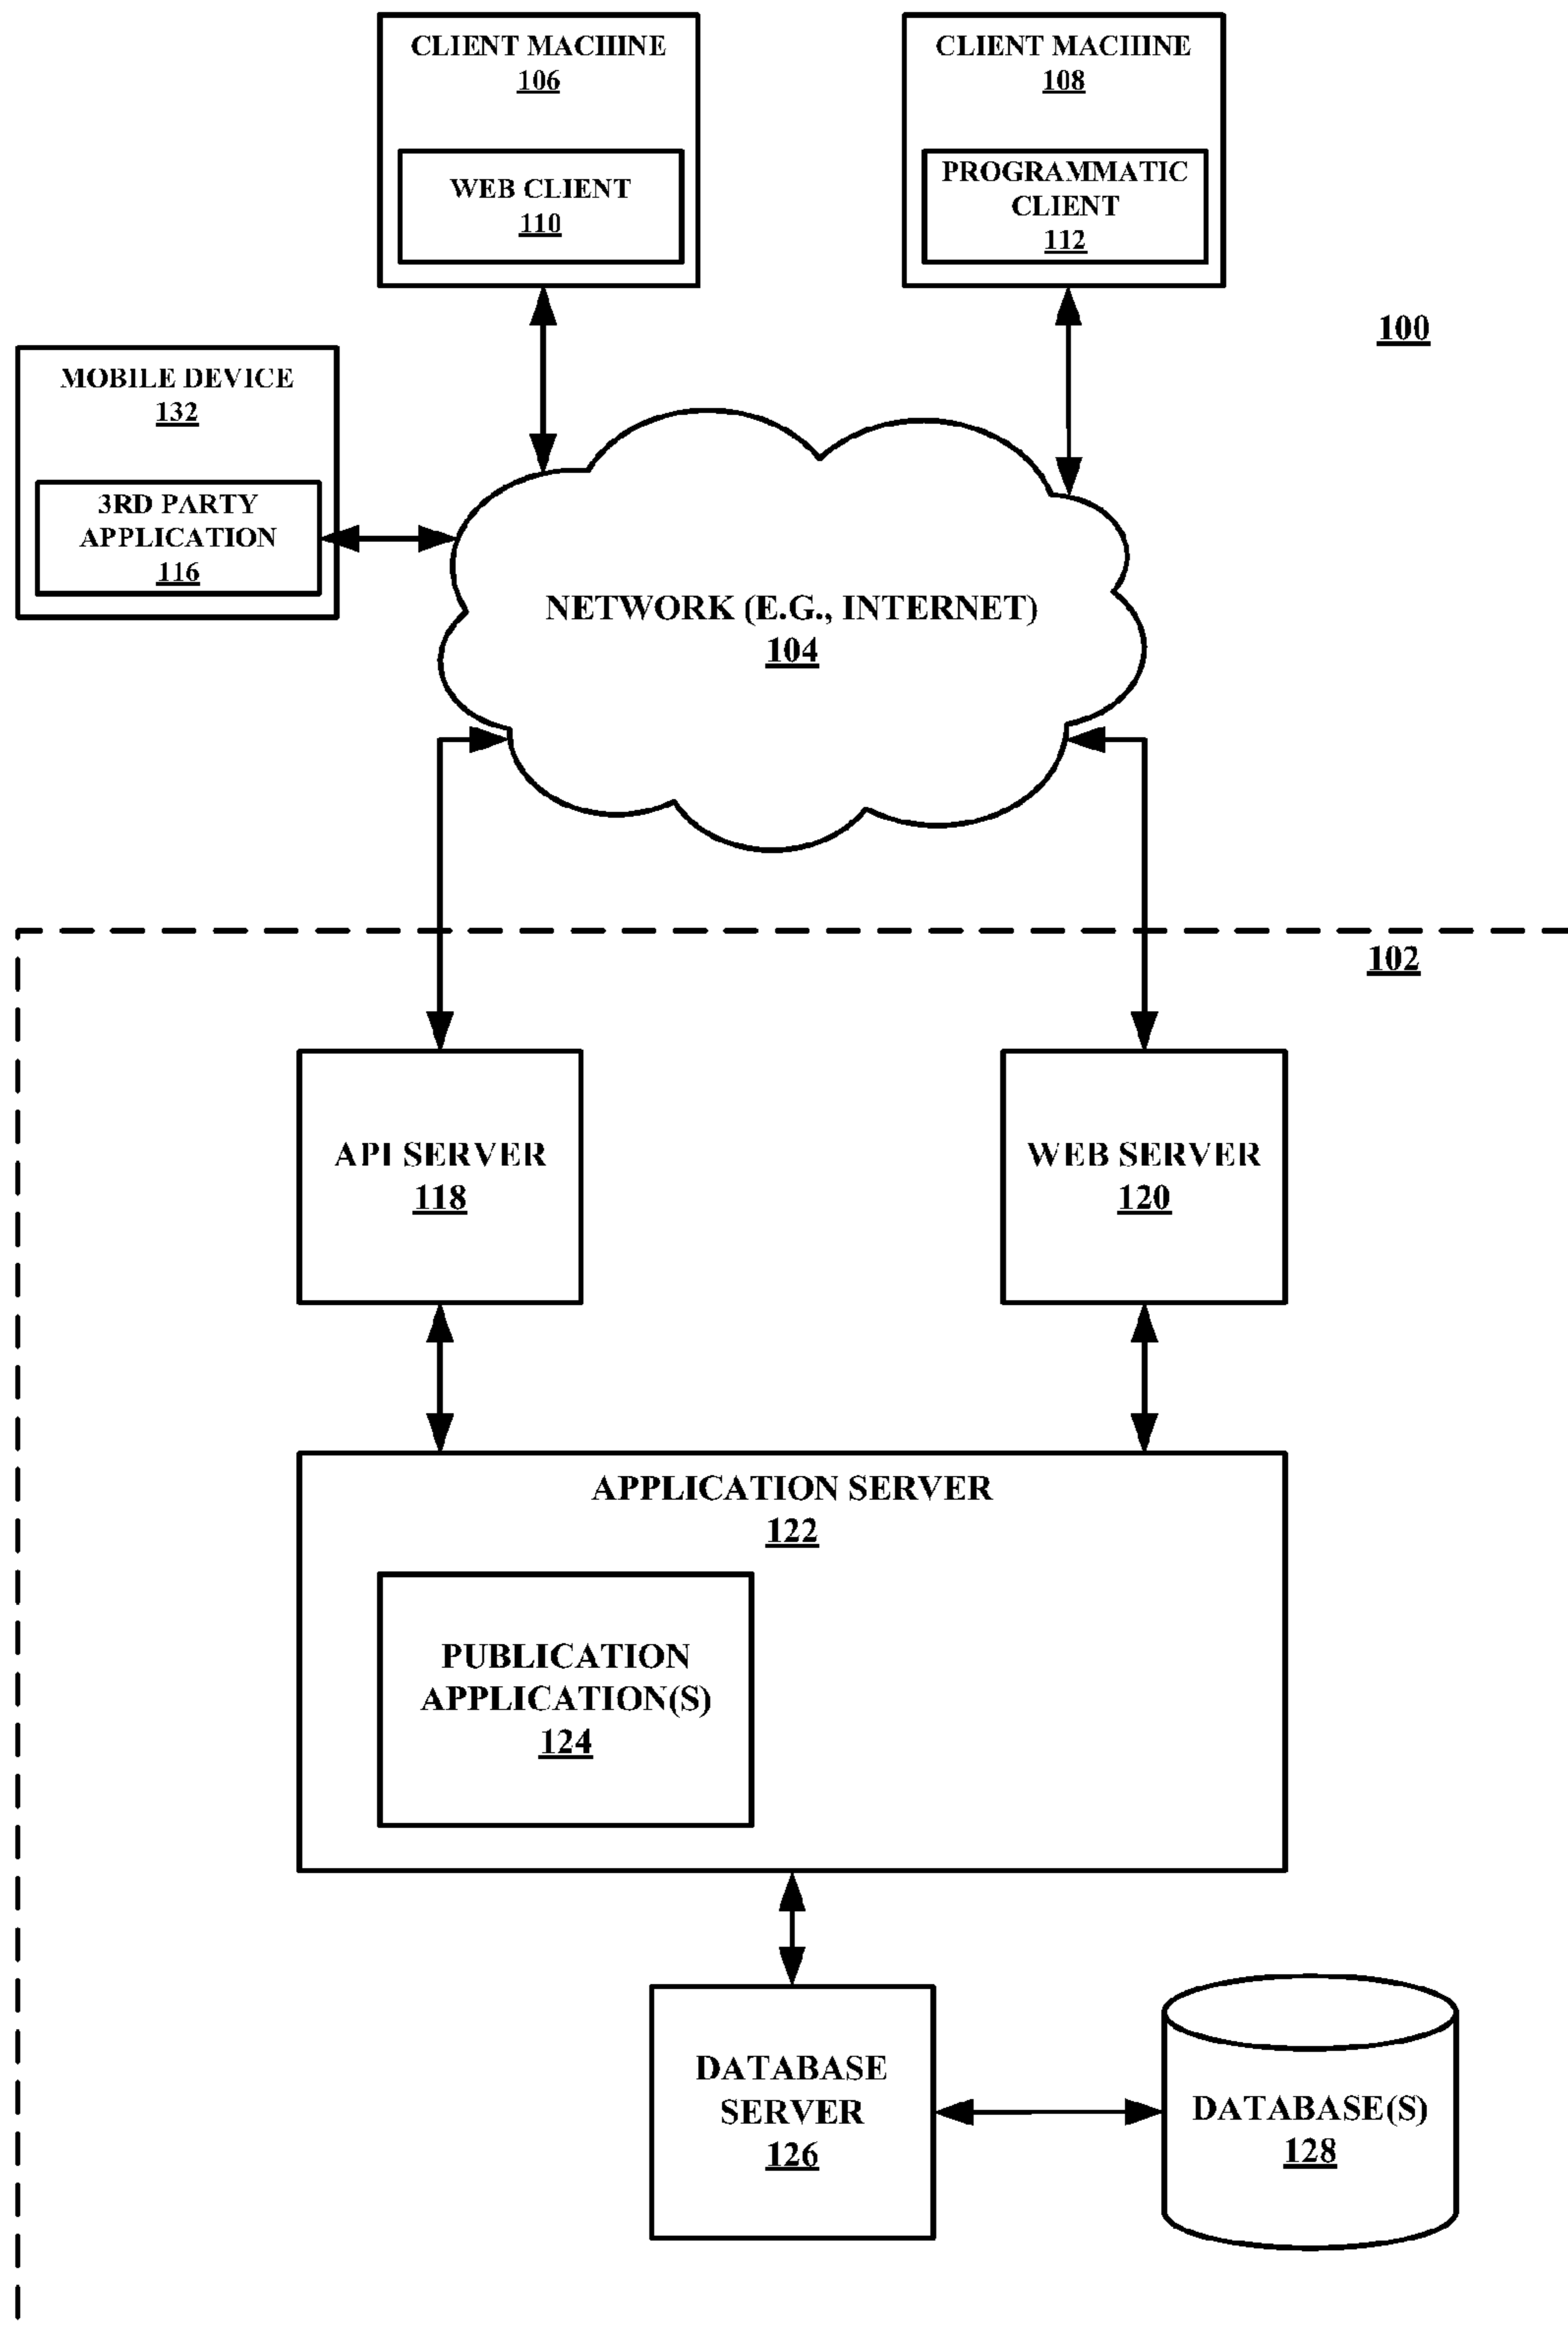 CLIENT MACHINE
106
WEB CLIENT
110
CLIENT MACHINE
108
PROGRAMMATIC
CLIENT
112
100
MOBILE DEVICE
132
3RD PARTY
APPLICATION
116
NETWORK (E.G., INTERNET)
104
102
API SERVER
118
WEB SERVER
120
APPLICATION SERVER
122
PUBLICATION
APPLICATION(S)
124
DATABASE
SERVER
126
DATABASE(S)
128